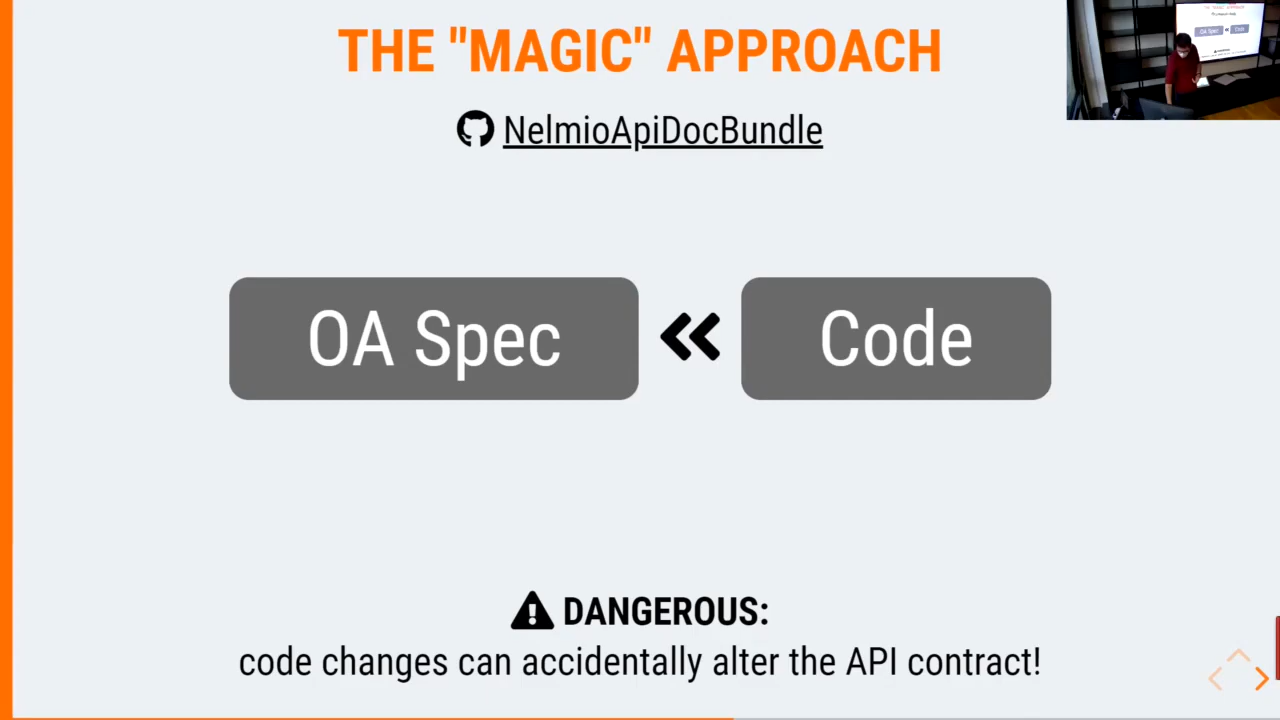 THE "MAGIC" APPROACH
NelmioApiDocBundle
OA Spec
Code
DANGEROUS:
code changes can accidentally alter the API contract!